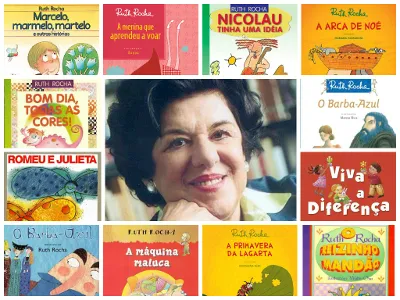 Ruth Rocha
MARCELO,
MARMELO, MARTELO
e outras histórias
Ruth Rocha
A menina que
aprendeu a voar
RUTH ROCHA
NICOLAU
TINHA UMA IDÉIA
Ruth Rocha
A ARCA DE NOÉ
RUTH ROCHA
BOM DIA,
TODAS AS
CORES!
Ruth Rocha
O Barba-Azul
ROMEU E JULIETA
Viva
a
Diferença
O Barba-Azul
Ruth Rocha
RUTH ROCHA
A MÁQUINA
maluca
Ruth Rocha
A PRIMAVERA
DA LAGARTA
Ruth Rocha
REIZINHO
MANDÃO